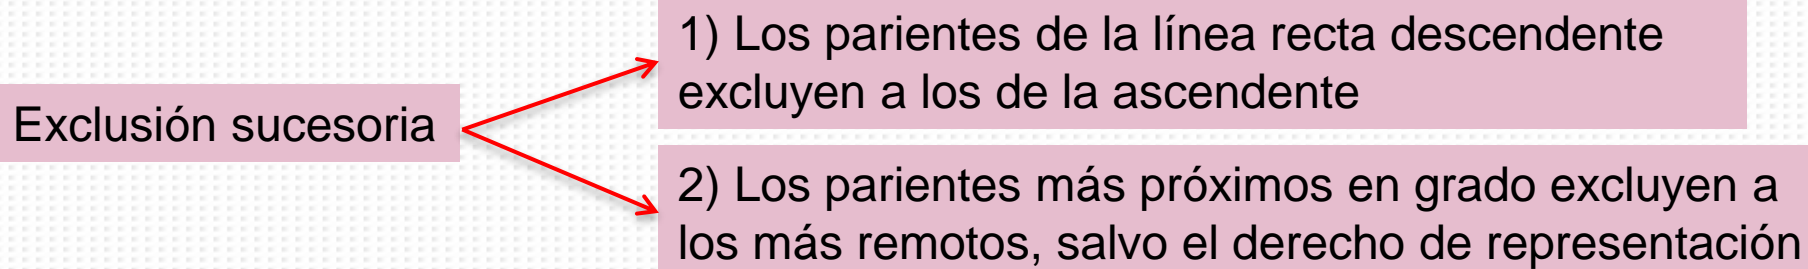 Exclusión sucesoria
1) Los parientes de la línea recta descendente
excluyen a los de la ascendente
2) Los parientes más próximos en grado excluyen a
los más remotos, salvo el derecho de representación